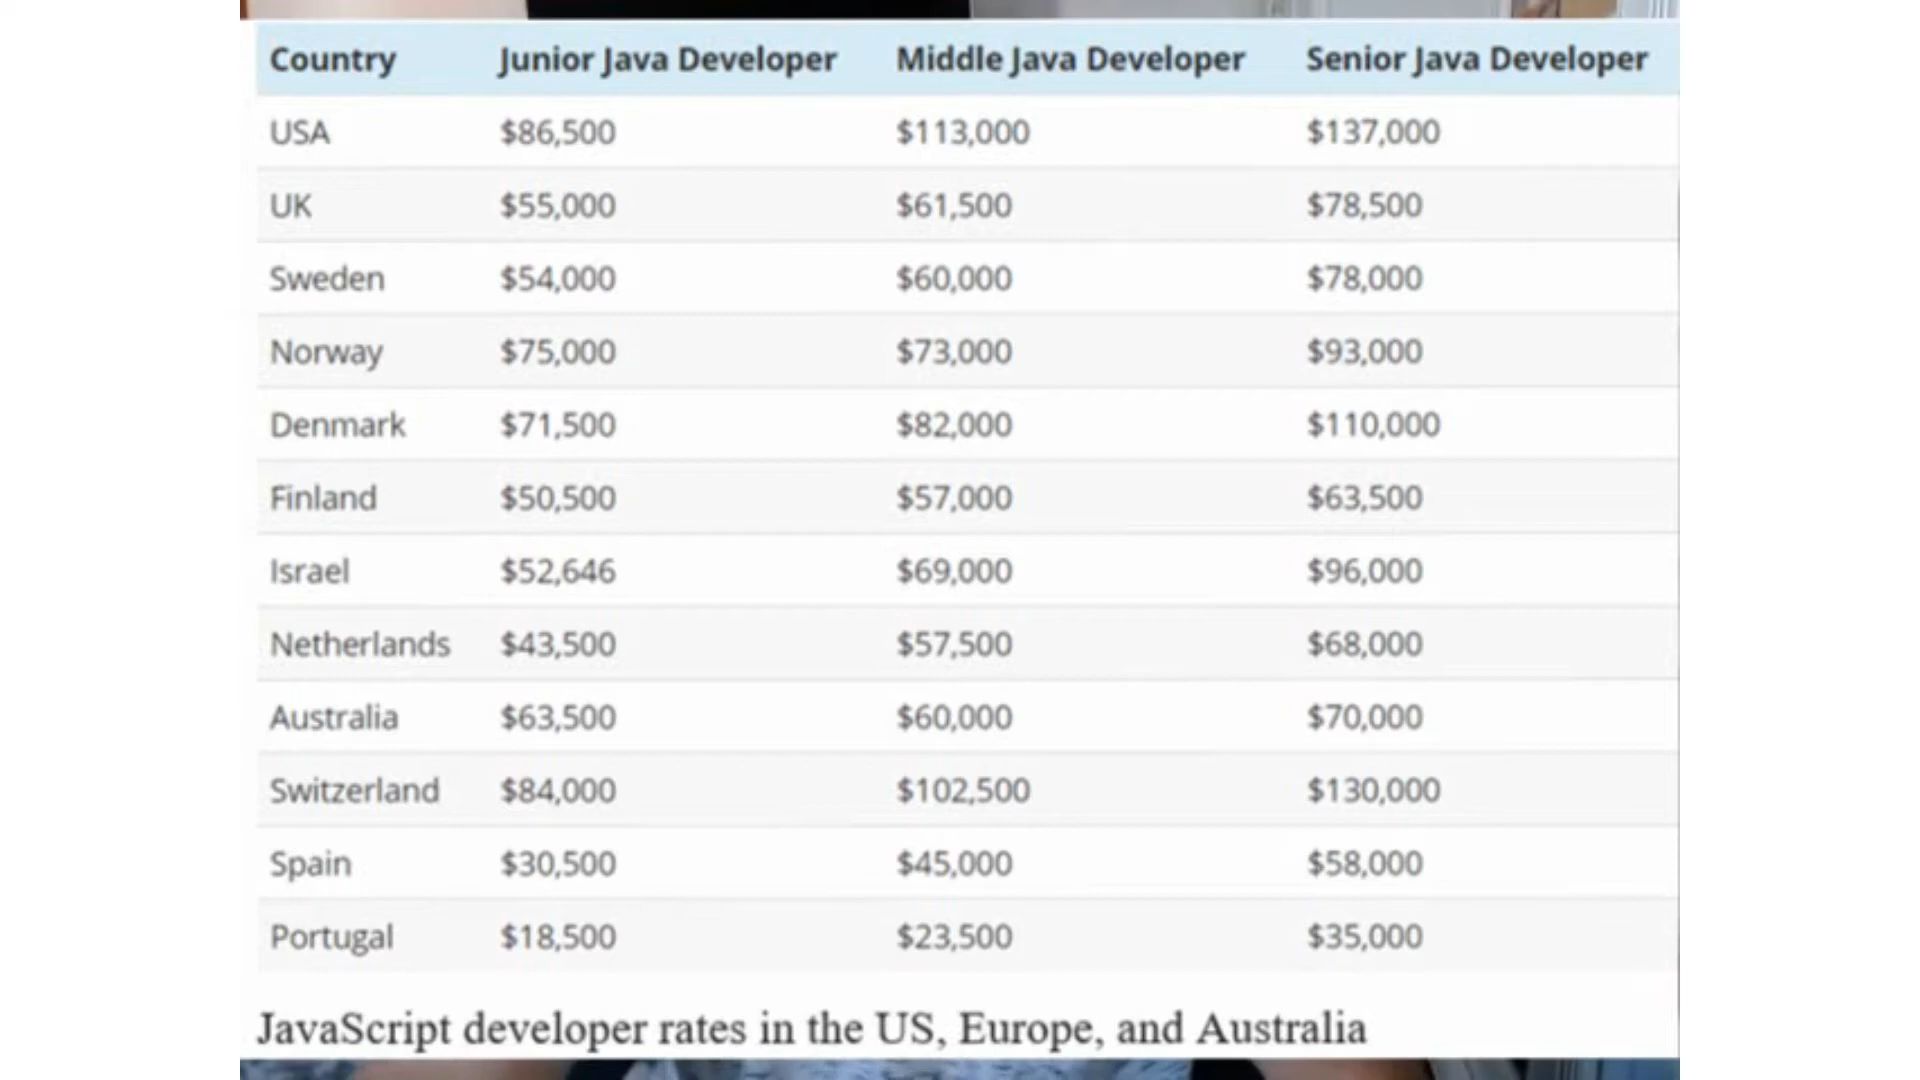 Country Junior Java Developer Middle Java Developer Senior Java Developer
USA $86,500 $113,000 $137,000
UK $55,000 $61,500 $78,500
Sweden $54,000 $60,000 $78,000
Norway $75,000 $73,000 $93,000
Denmark $71,500 $82,000 $110,000
Finland $50,500 $57,000 $63,500
Israel $52,646 $69,000 $96,000
Netherlands $43,500 $57,500 $68,000
Australia $63,500 $60,000 $70,000
Switzerland $84,000 $102,500 $130,000
Spain $30,500 $45,000 $58,000
Portugal $18,500 $23,500 $35,000
JavaScript developer rates in the US, Europe, and Australia